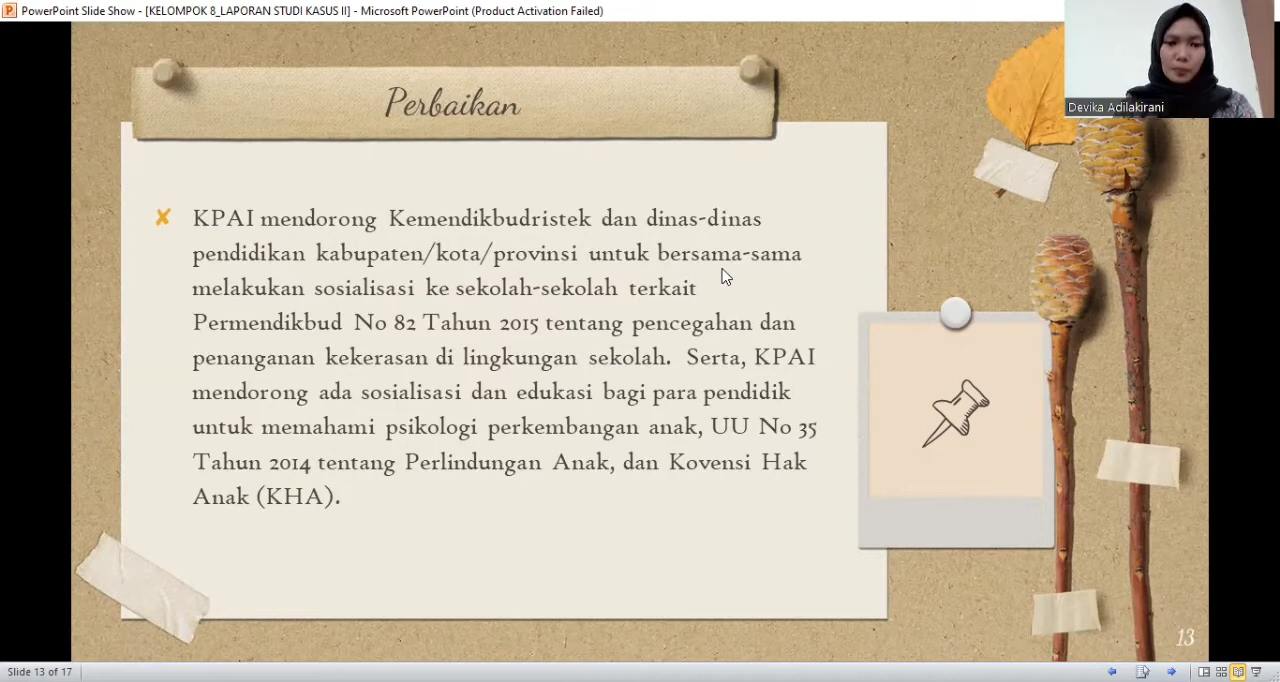 PowerPoint Slide Show - [KELOMPOK 8_LAPORAN STUDI KASUS II] - Microsoft PowerPoint (Product Activation Failed)
Devika Adilakirani
Perbaikan
✘ KPAI mendorong Kemendikbudristek dan dinas-dinas
pendidikan kabupaten/kota/provinsi untuk bersama-sama
melakukan sosialisasi ke sekolah-sekolah terkait
Permendikbud No 82 Tahun 2015 tentang pencegahan dan
penanganan kekerasan di lingkungan sekolah. Serta, KPAI
mendorong ada sosialisasi dan edukasi bagi para pendidik
untuk memahami psikologi perkembangan anak, UU No 35
Tahun 2014 tentang Perlindungan Anak, dan Kovensi Hak
Anak (KHA).
13
Slide 13 of 17